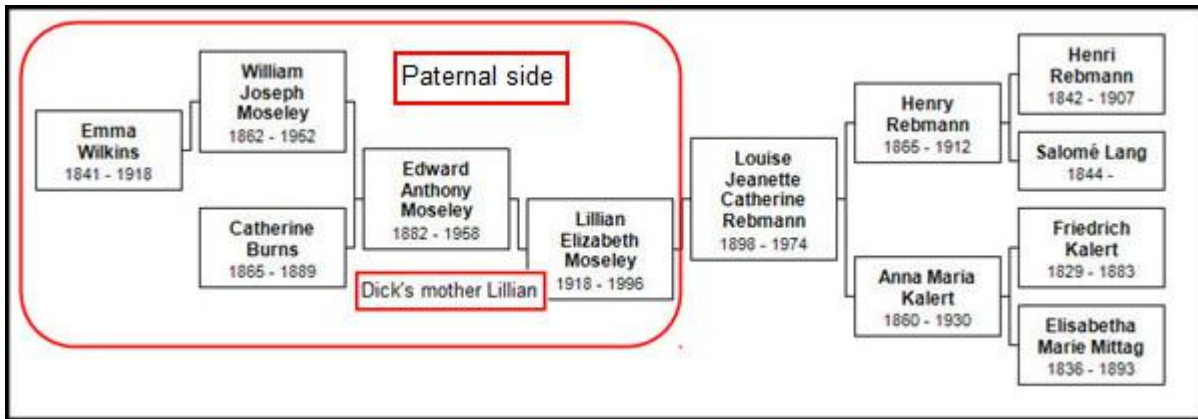 Paternal side
Emma
Wilkins
1841 - 1918
William
Joseph
Moseley
1862 - 1952
Catherine
Burns
1865 - 1889
Edward
Anthony
Moseley
1882 - 1958
Dick's mother Lillian
Lillian
Elizabeth
Moseley
1918 - 1996
Louise
Jeanette
Catherine
Rebmann
1898 - 1974
Henry
Rebmann
1865 - 1912
Anna Maria
Kalert
1860 - 1930
Henri
Rebmann
1842 - 1907
Salomé Lang
1844 -
Friedrich
Kalert
1829 - 1883
Elisabetha
Marie Mittag
1836 - 1893